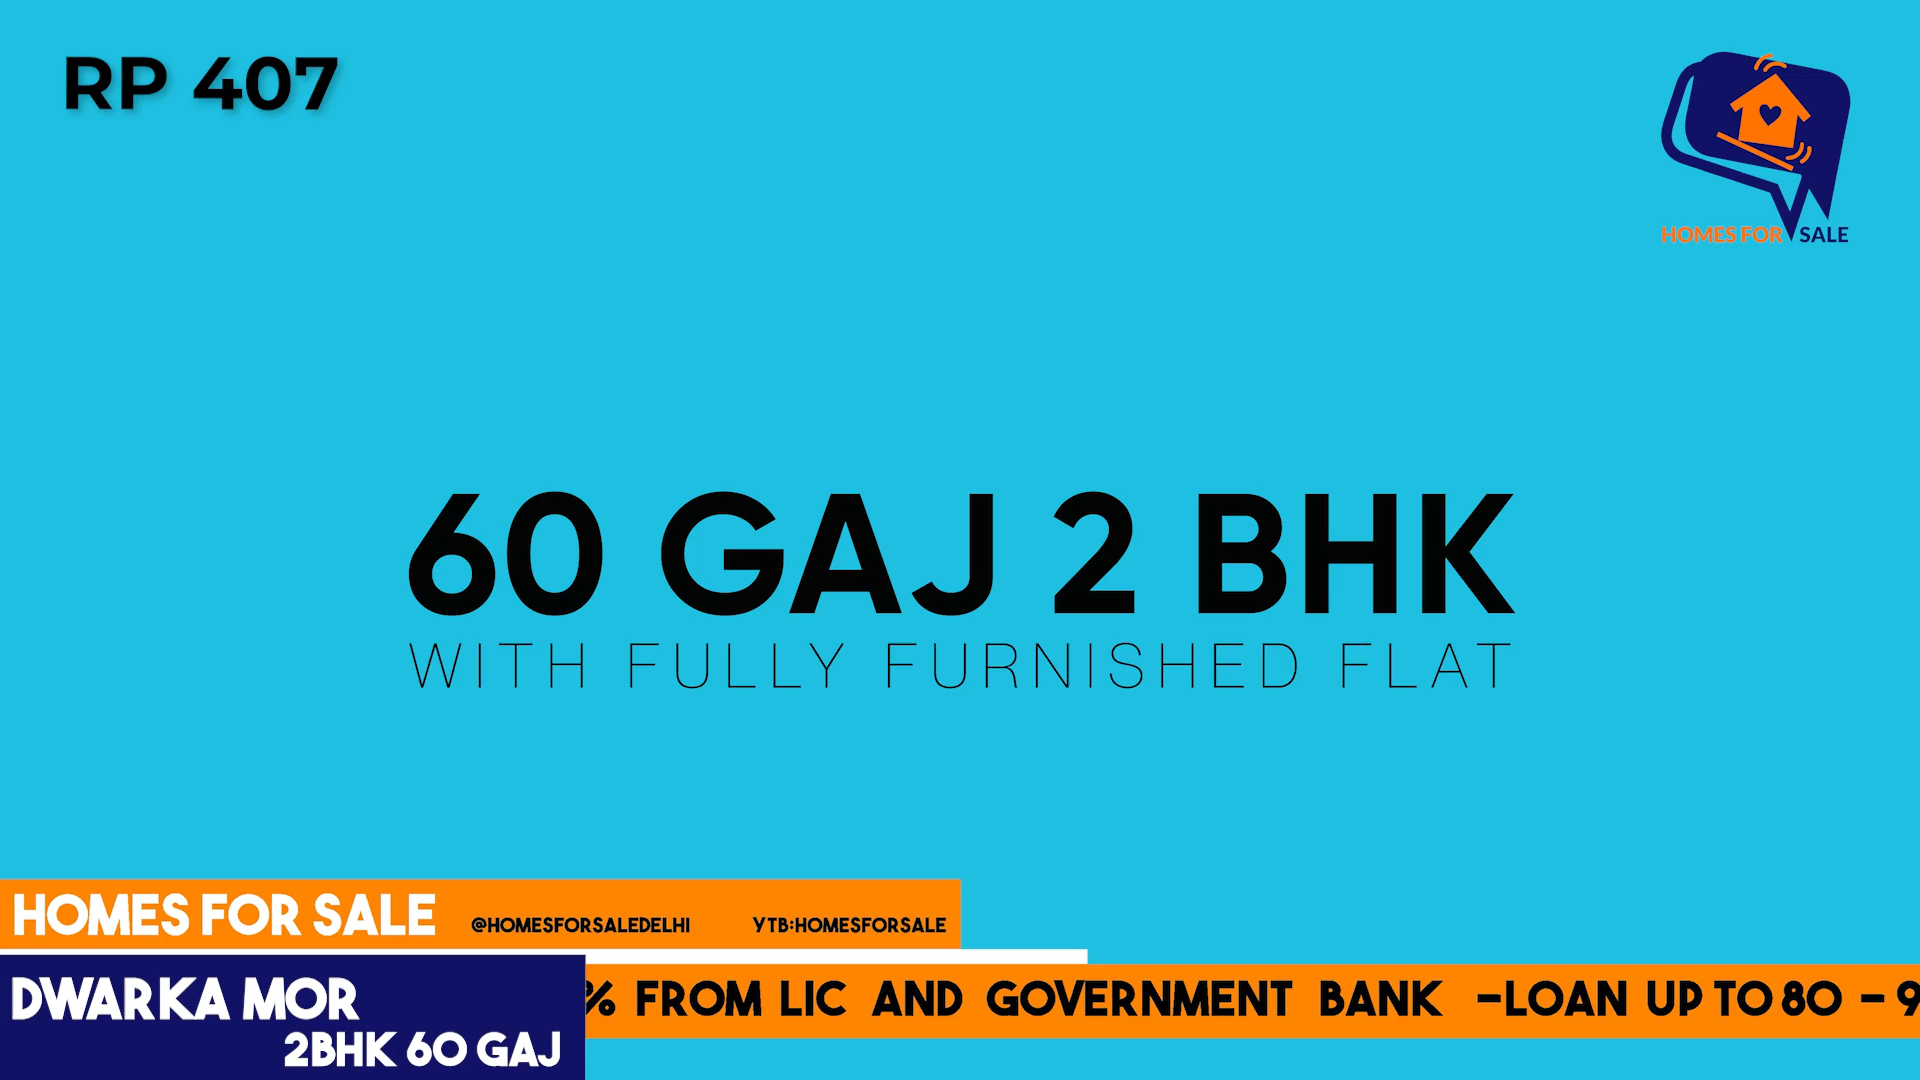 RP 407
HOMES FOR SALE
60 GAJ 2 BHK
WITH FULLY FURNISHED FLAT
HOMES FOR SALE @HOMESFORSALEDELHI YTB:HOMESFORSALE
DWARKA MOR
2BHK 60 GAJ
% FROM LIC AND GOVERNMENT BANK -LOAN UP TO 80 - 9